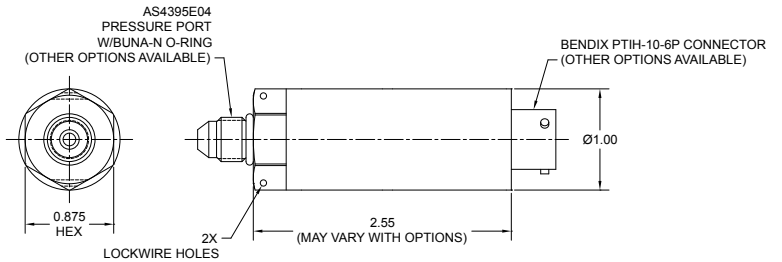 AS4395E04
PRESSURE PORT
W/BUNA-N O-RING
(OTHER OPTIONS AVAILABLE)
BENDIX PTIH-10-6P CONNECTOR
(OTHER OPTIONS AVAILABLE)
Ø1.00
0.875
HEX
2.55
(MAY VARY WITH OPTIONS)
2X
LOCKWIRE HOLES